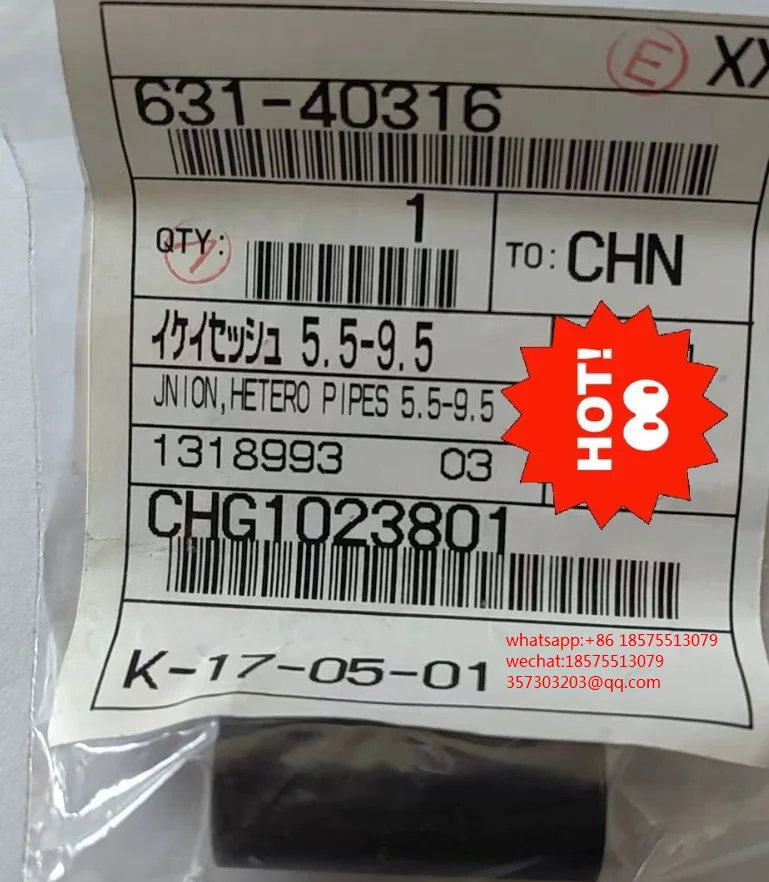 E XX
631-40316
QTY: 1
TO: CHN
イケイセッシュ 5.5-9.5
JNION,HETERO PIPES 5.5-9.5
1318993 03
CHG1023801
K-17-05-01
HOT!
whatsapp:+86 18575513079
wechat:18575513079
357303203@qq.com